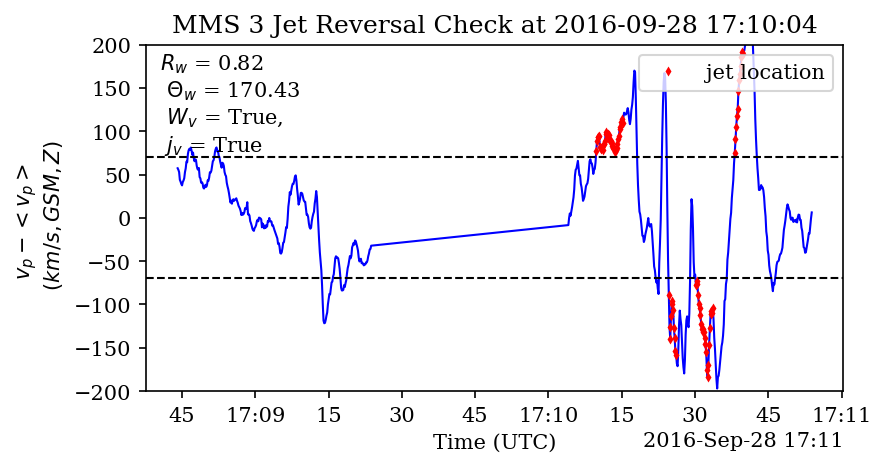 MMS 3 Jet Reversal Check at 2016-09-28 17:10:04
R_w = 0.82
Θ_w = 170.43
W_v = True,
j_v = True
jet location
v_p − < v_p >
(km/s, GSM, Z)
200
150
100
50
0
−50
−100
−150
−200
45 17:09 15 30 45 17:10 15 30 45 17:11
Time (UTC)
2016-Sep-28 17:11